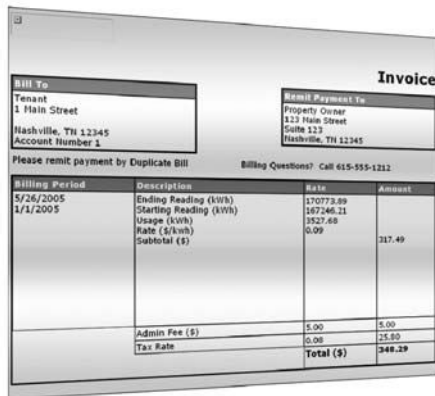 Invoice
Bill To
Tenant
1 Main Street
Nashville, TN 12345
Account Number 1
Remit Payment To
Property Owner
123 Main Street
Suite 123
Nashville, TN 12345
Please remit payment by Duplicate Bill
Billing Questions? Call 615-555-1212
Billing Period Description Rate Amount
5/26/2005 Ending Reading (kWh) 170773.89
1/1/2005 Starting Reading (kWh) 167246.21
Usage (kWh) 3527.68
Rate ($/kwh) 0.09
Subtotal ($) 317.49
Admin Fee ($) 5.00 5.00
Tax Rate 0.08 25.80
Total ($) 348.29